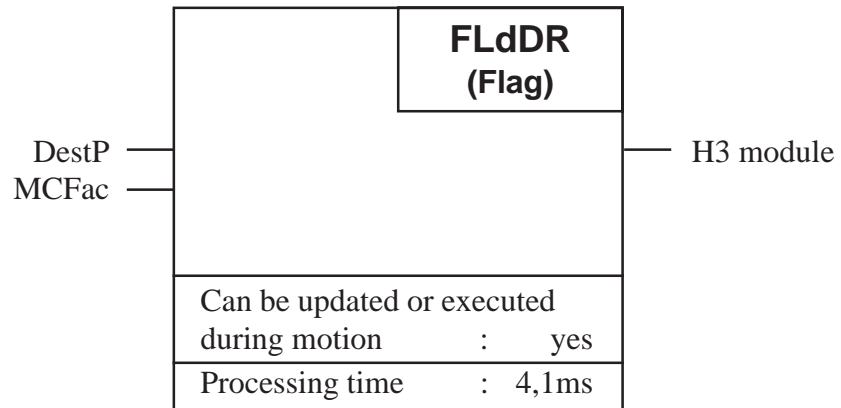 FLdDR
(Flag)
DestP
MCFac
H3 module
Can be updated or executed
during motion : yes
Processing time : 4,1ms